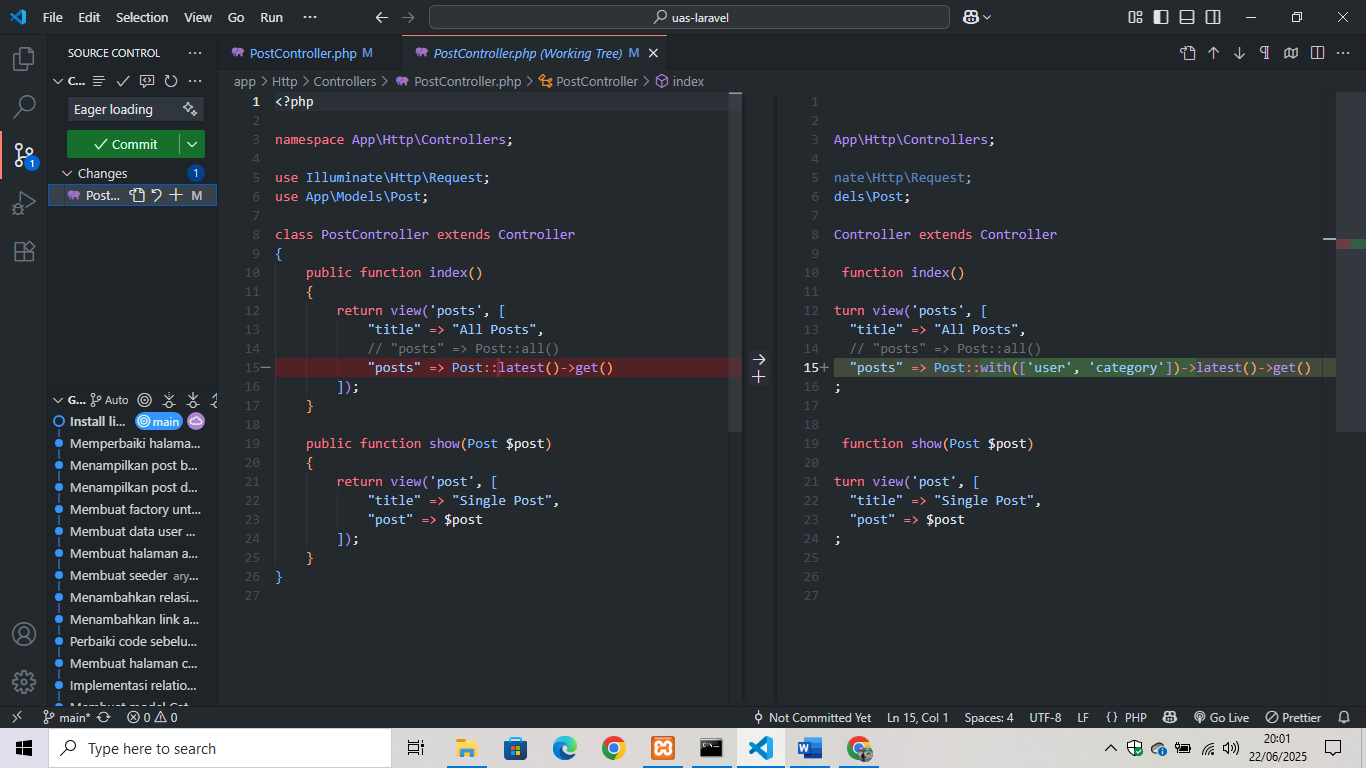 File Edit Selection View Go Run ··· uas-laravel
SOURCE CONTROL ···
PostController.php M
PostController.php (Working Tree) M
C... ···
app > Http > Controllers > PostController.php > PostController > index
Eager loading
Commit
Changes 1
Post... M
1
G... Auto
Install li... main
Memperbaiki halama...
Menampilkan post b...
Menampilkan post d...
Membuat factory unt...
Membuat data user ...
Membuat halaman a...
Membuat seeder ary...
Menambahkan relasi...
Menambahkan link a...
Perbaiki code sebelu...
Membuat halaman c...
Implementasi relatio...
1 <?php
2
3 namespace App\Http\Controllers;
4
5 use Illuminate\Http\Request;
6 use App\Models\Post;
7
8 class PostController extends Controller
9 {
10 public function index()
11 {
12 return view('posts', [
13 "title" => "All Posts",
14 // "posts" => Post::all()
15− "posts" => Post::latest()->get()
16 ]);
17 }
18
19 public function show(Post $post)
20 {
21 return view('post', [
22 "title" => "Single Post",
23 "post" => $post
24 ]);
25 }
26 }
27
1
2
3 App\Http\Controllers;
4
5 nate\Http\Request;
6 dels\Post;
7
8 Controller extends Controller
9
10 function index()
11
12 turn view('posts', [
13 "title" => "All Posts",
14 // "posts" => Post::all()
15+ "posts" => Post::with(['user', 'category'])->latest()->get()
16 ;
17
18
19 function show(Post $post)
20
21 turn view('post', [
22 "title" => "Single Post",
23 "post" => $post
24 ;
25
26
27
main* 0 0 Not Committed Yet Ln 15, Col 1 Spaces: 4 UTF-8 LF {} PHP Go Live Prettier
Type here to search
20:01
22/06/2025